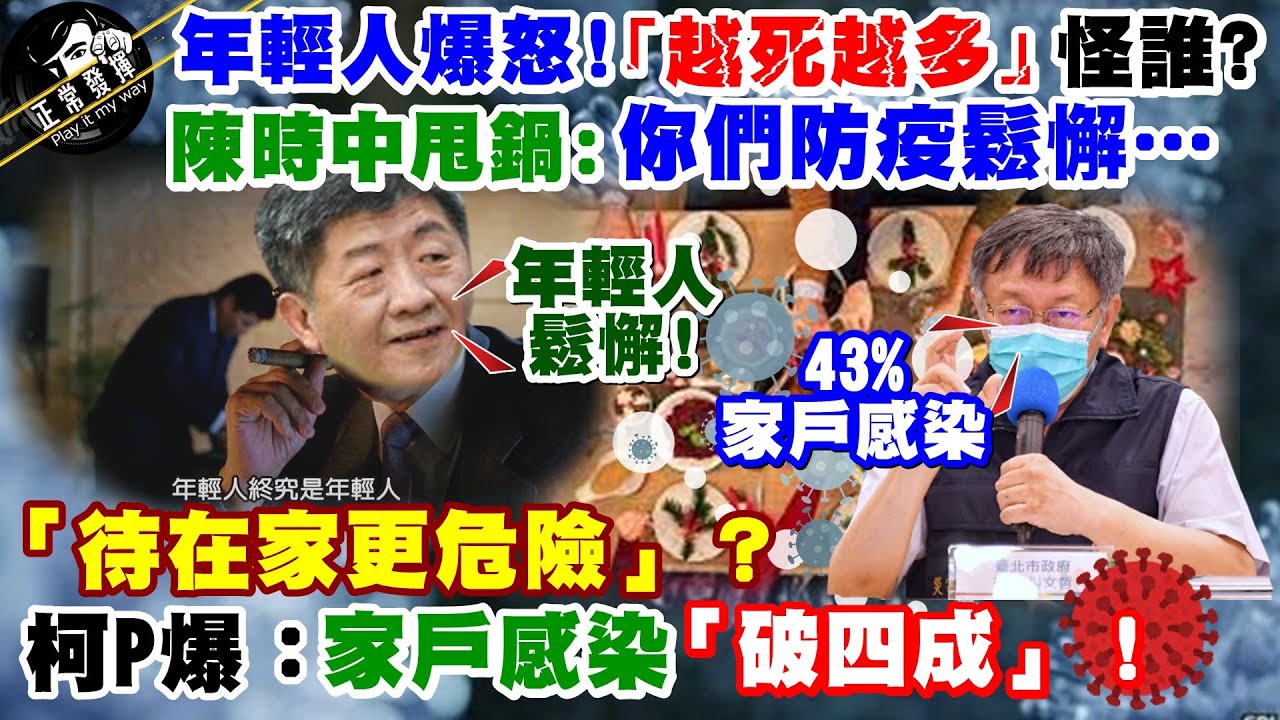 正常發揮
Play it my way
年輕人爆怒!「越死越多」怪誰?
陳時中甩鍋:你們防疫鬆懈…
年輕人
鬆懈!
43%
家戶感染
年輕人終究是年輕人
臺北市政府
「待在家更危險」?
柯P爆:家戶感染「破四成」!